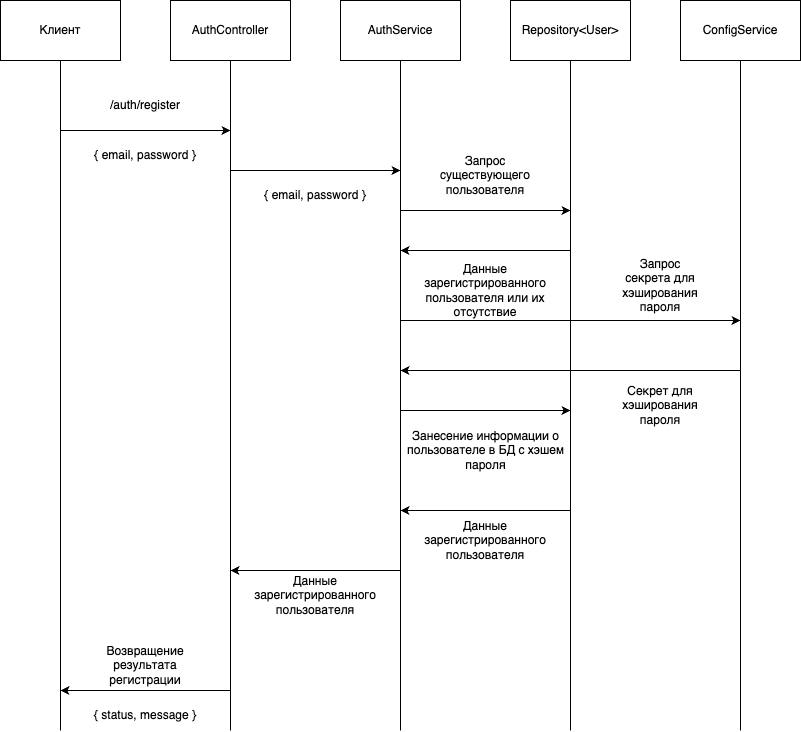 Клиент
AuthController
AuthService
Repository<User>
ConfigService
/auth/register
{ email, password }
{ email, password }
Запрос
существующего
пользователя
Данные
зарегистрированного
пользователя или их
отсутствие
Запрос
секрета для
хэширования
пароля
Секрет для
хэширования
пароля
Занесение информации о
пользователе в БД с хэшем
пароля
Данные
зарегистрированного
пользователя
Данные
зарегистрированного
пользователя
Возвращение
результата
регистрации
{ status, message }